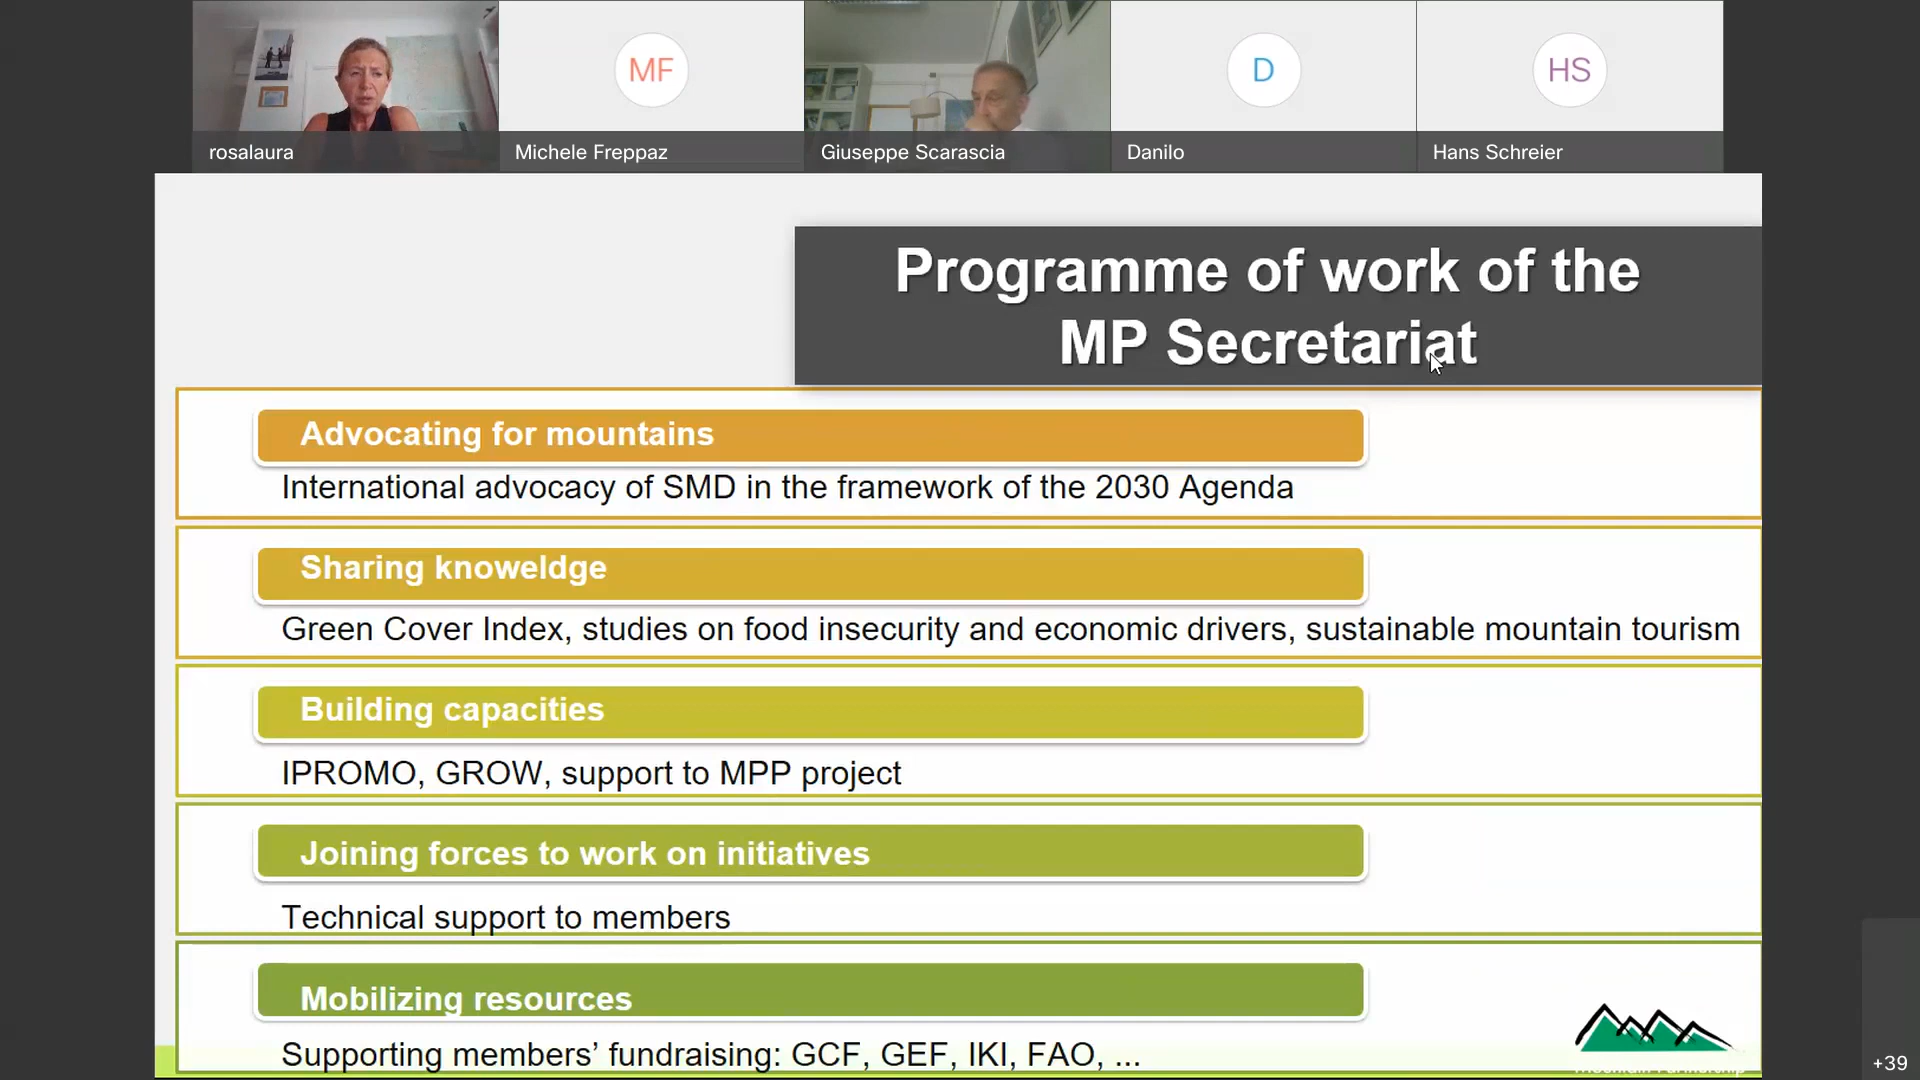 MF
D
HS
rosalaura
Michele Freppaz
Giuseppe Scarascia
Danilo
Hans Schreier
Programme of work of the
MP Secretariat
Advocating for mountains
International advocacy of SMD in the framework of the 2030 Agenda
Sharing knoweldge
Green Cover Index, studies on food insecurity and economic drivers, sustainable mountain tourism
Building capacities
IPROMO, GROW, support to MPP project
Joining forces to work on initiatives
Technical support to members
Mobilizing resources
Supporting members’ fundraising: GCF, GEF, IKI, FAO, ...
+39